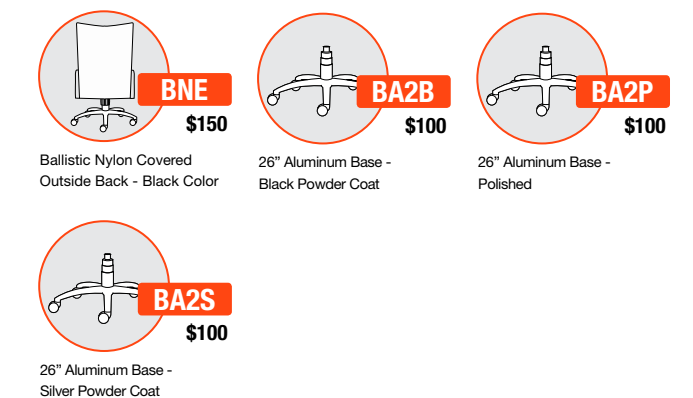 BNE
$150
Ballistic Nylon Covered
Outside Back - Black Color
BA2B
$100
26” Aluminum Base -
Black Powder Coat
BA2P
$100
26” Aluminum Base -
Polished
BA2S
$100
26” Aluminum Base -
Silver Powder Coat